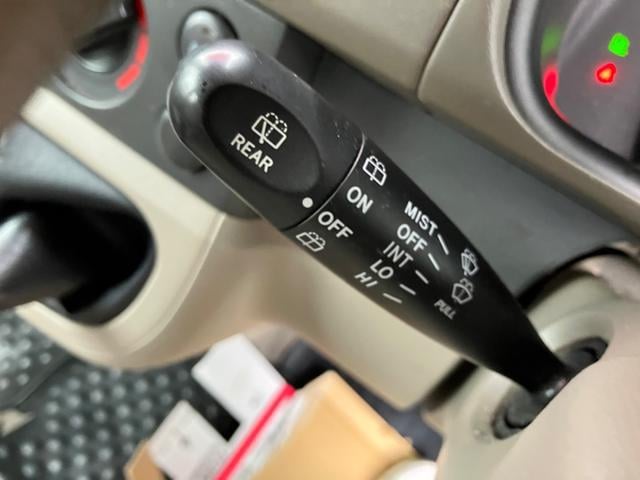 REAR
ON
OFF
MIST
OFF
INT
LO
HI
PULL